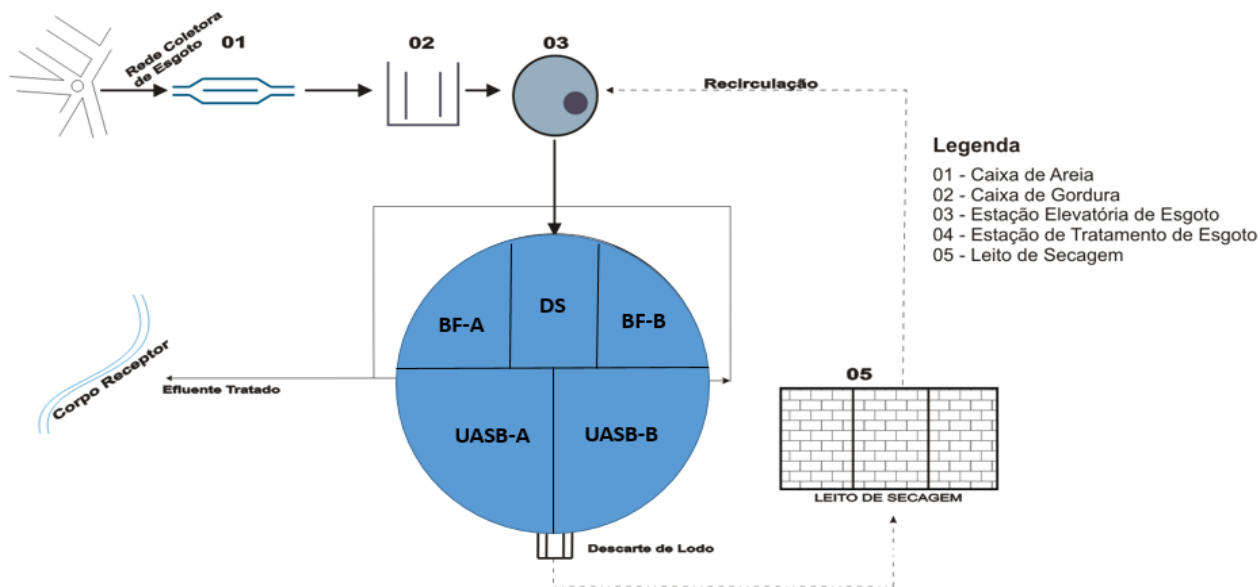 Rede Coletora
de Esgoto
01
02
03
Recirculação
Legenda
01 - Caixa de Areia
02 - Caixa de Gordura
03 - Estação Elevatória de Esgoto
04 - Estação de Tratamento de Esgoto
05 - Leito de Secagem
BF-A
DS
BF-B
Corpo Receptor
Efluente Tratado
UASB-A
UASB-B
05
LEITO DE SECAGEM
Descarte de Lodo